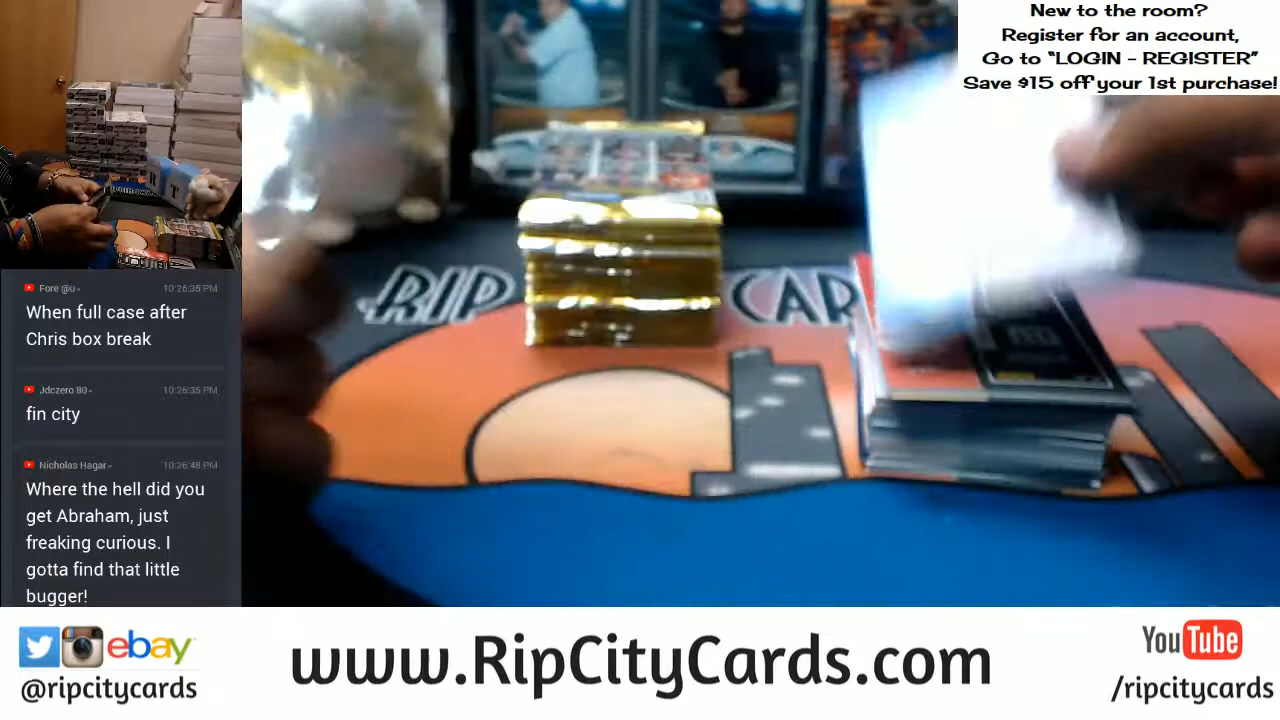 New to the room?
Register for an account,
Go to “LOGIN – REGISTER”
Save $15 off your 1st purchase!
RIP CAR
Fore @u
10:26:35 PM
When full case after
Chris box break
Jdczero 80
10:26:35 PM
fin city
Nicholas Hagar
10:26:48 PM
Where the hell did you
get Abraham, just
freaking curious. I
gotta find that little
bugger!
ebay
@ripcitycards
www.RipCityCards.com
YouTube
/ripcitycards